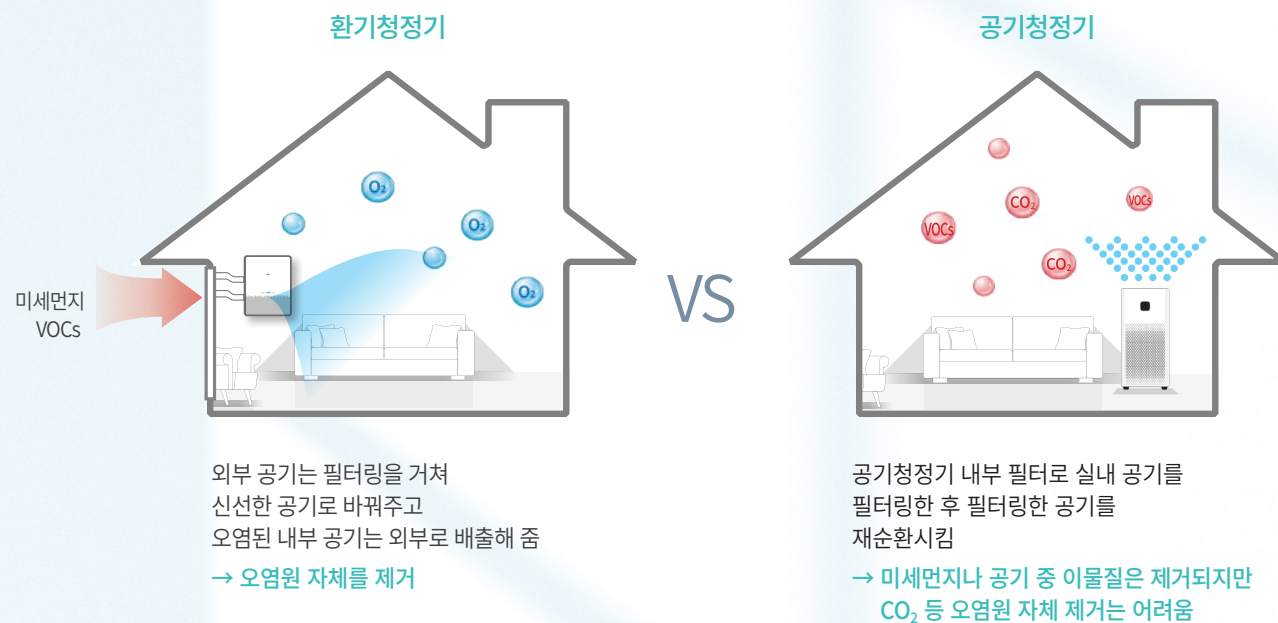 환기청정기
O₂
O₂
O₂
미세먼지
VOCs
외부 공기는 필터링을 거쳐
신선한 공기로 바꿔주고
오염된 내부 공기는 외부로 배출해 줌
→ 오염원 자체를 제거
VS
공기청정기
CO₂
VOCs
VOCs
CO₂
공기청정기 내부 필터로 실내 공기를
필터링한 후 필터링한 공기를
재순환시킴
→ 미세먼지나 공기 중 이물질은 제거되지만
CO₂ 등 오염원 자체 제거는 어려움